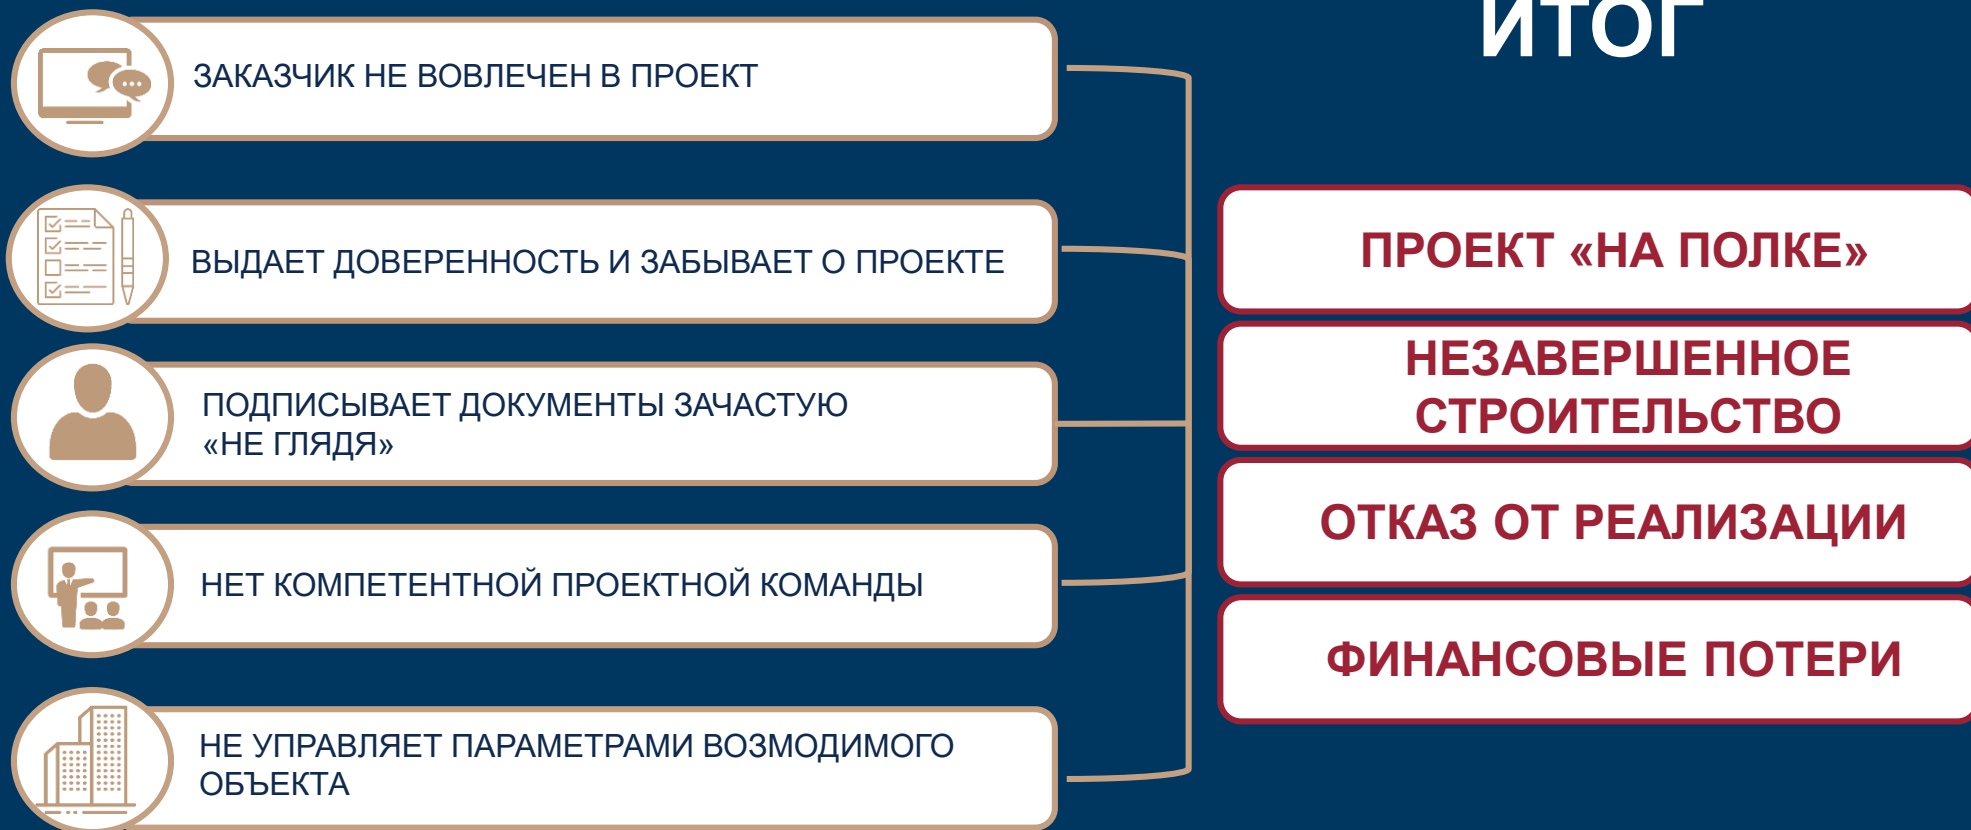 ИТОГ
ЗАКАЗЧИК НЕ ВОВЛЕЧЕН В ПРОЕКТ
ВЫДАЕТ ДОВЕРЕННОСТЬ И ЗАБЫВАЕТ О ПРОЕКТЕ
ПОДПИСЫВАЕТ ДОКУМЕНТЫ ЗАЧАСТУЮ
«НЕ ГЛЯДЯ»
НЕТ КОМПЕТЕНТНОЙ ПРОЕКТНОЙ КОМАНДЫ
НЕ УПРАВЛЯЕТ ПАРАМЕТРАМИ ВОЗМОДИМОГО
ОБЪЕКТА
ПРОЕКТ «НА ПОЛКЕ»
НЕЗАВЕРШЕННОЕ
СТРОИТЕЛЬСТВО
ОТКАЗ ОТ РЕАЛИЗАЦИИ
ФИНАНСОВЫЕ ПОТЕРИ